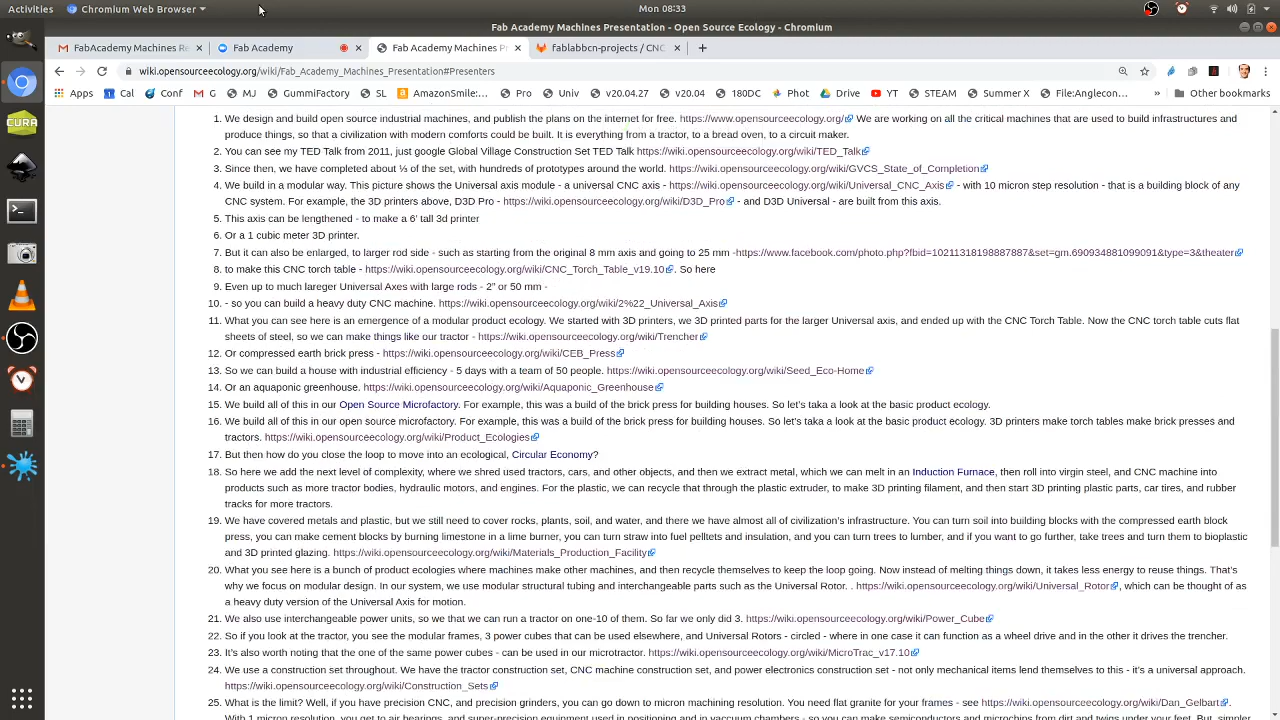 Activities
Chromium Web Browser
Mon 08:33
Fab Academy Machines Presentation - Open Source Ecology - Chromium
FabAcademy Machines Re
Fab Academy
Fab Academy Machines P
fablabbcn-projects / CNC
wiki.opensourceecology.org/wiki/Fab_Academy_Machines_Presentation#Presenters
Apps
Cal
Conf
G
MJ
GummiFactory
SL
AmazonSmile:...
Pro
Univ
v20.04.27
v20.04
180DC
Phot
Drive
YT
STEAM
Summer X
File:Anglecon...
»
Other bookmarks
1. We design and build open source industrial machines, and publish the plans on the internet for free. https://www.opensourceecology.org/ We are working on all the critical machines that are used to build infrastructures and
produce things, so that a civilization with modern comforts could be built. It is everything from a tractor, to a bread oven, to a circuit maker.
2. You can see my TED Talk from 2011, just google Global Village Construction Set TED Talk https://wiki.opensourceecology.org/wiki/TED_Talk
3. Since then, we have completed about ⅓ of the set, with hundreds of prototypes around the world. https://wiki.opensourceecology.org/wiki/GVCS_State_of_Completion
4. We build in a modular way. This picture shows the Universal axis module - a universal CNC axis - https://wiki.opensourceecology.org/wiki/Universal_CNC_Axis - with 10 micron step resolution - that is a building block of any
CNC system. For example, the 3D printers above, D3D Pro - https://wiki.opensourceecology.org/wiki/D3D_Pro - and D3D Universal - are built from this axis.
5. This axis can be lengthened - to make a 6' tall 3d printer
6. Or a 1 cubic meter 3D printer.
7. But it can also be enlarged, to larger rod side - such as starting from the original 8 mm axis and going to 25 mm -https://www.facebook.com/photo.php?fbid=10211318198887887&set=gm.690934881099091&type=3&theater
8. to make this CNC torch table - https://wiki.opensourceecology.org/wiki/CNC_Torch_Table_v19.10. So here
9. Even up to much lareger Universal Axes with large rods - 2” or 50 mm -
10. - so you can build a heavy duty CNC machine. https://wiki.opensourceecology.org/wiki/2%22_Universal_Axis
11. What you can see here is an emergence of a modular product ecology. We started with 3D printers, we 3D printed parts for the larger Universal axis, and ended up with the CNC Torch Table. Now the CNC torch table cuts flat
sheets of steel, so we can make things like our tractor - https://wiki.opensourceecology.org/wiki/Trencher
12. Or compressed earth brick press - https://wiki.opensourceecology.org/wiki/CEB_Press
13. So we can build a house with industrial efficiency - 5 days with a team of 50 people. https://wiki.opensourceecology.org/wiki/Seed_Eco-Home
14. Or an aquaponic greenhouse. https://wiki.opensourceecology.org/wiki/Aquaponic_Greenhouse
15. We build all of this in our Open Source Microfactory. For example, this was a build of the brick press for building houses. So let's taka a look at the basic product ecology.
16. We build all of this in our open source microfactory. For example, this was a build of the brick press for building houses. So let's taka a look at the basic product ecology. 3D printers make torch tables make brick presses and
tractors. https://wiki.opensourceecology.org/wiki/Product_Ecologies
17. But then how do you close the loop to move into an ecological, Circular Economy?
18. So here we add the next level of complexity, where we shred used tractors, cars, and other objects, and then we extract metal, which we can melt in an Induction Furnace, then roll into virgin steel, and CNC machine into
products such as more tractor bodies, hydraulic motors, and engines. For the plastic, we can recycle that through the plastic extruder, to make 3D printing filament, and then start 3D printing plastic parts, car tires, and rubber
tracks for more tractors.
19. We have covered metals and plastic, but we still need to cover rocks, plants, soil, and water, and there we have almost all of civilization's infrastructure. You can turn soil into building blocks with the compressed earth block
press, you can make cement blocks by burning limestone in a lime burner, you can turn straw into fuel pelltets and insulation, and you can turn trees to lumber, and if you want to go further, take trees and turn them to bioplastic
and 3D printed glazing. https://wiki.opensourceecology.org/wiki/Materials_Production_Facility
20. What you see here is a bunch of product ecologies where machines make other machines, and then recycle themselves to keep the loop going. Now instead of melting things down, it takes less energy to reuse things. That's
why we focus on modular design. In our system, we use modular structural tubing and interchangeable parts such as the Universal Rotor. . https://wiki.opensourceecology.org/wiki/Universal_Rotor, which can be thought of as
a heavy duty version of the Universal Axis for motion.
21. We also use interchangeable power units, so we that we can run a tractor on one-10 of them. So far we only did 3. https://wiki.opensourceecology.org/wiki/Power_Cube
22. So if you look at the tractor, you see the modular frames, 3 power cubes that can be used elsewhere, and Universal Rotors - circled - where in one case it can function as a wheel drive and in the other it drives the trencher.
23. It's also worth noting that the one of the same power cubes - can be used in our microtractor. https://wiki.opensourceecology.org/wiki/MicroTrac_v17.10
24. We use a construction set throughout. We have the tractor construction set, CNC machine construction set, and power electronics construction set - not only mechanical items lend themselves to this - it's a universal approach.
https://wiki.opensourceecology.org/wiki/Construction_Sets
25. What is the limit? Well, if you have precision CNC, and precision grinders, you can go down to micron machining resolution. You need flat granite for your frames - see https://wiki.opensourceecology.org/wiki/Dan_Gelbart.
With 1 micron resolution, you get to air bearings, and super-precision equipment used in positioning and in vacuum chambers - so you can make semiconductors and microchips from dirt and twigs under your feet. But, simpler
CURA